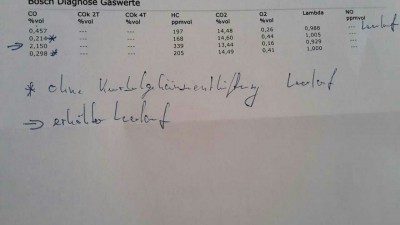 Bosch Diagnose Gaswerte
CO %vol COk 2T %vol COk 4T %vol HC ppmvol CO2 %vol O2 %vol Lambda NO ppmvol
0,457 --- --- 197 14,48 0,26 0,988 --- Leerlauf
0,214 * --- --- 168 14,60 0,44 1,005 ---
→ 2,150 --- --- 339 13,44 0,16 0,929 ---
0,298 * --- --- 205 14,49 0,41 1,000 ---
* ohne Kurbelgehäuseentlüftung Leerlauf
→ erhöhter Leerlauf